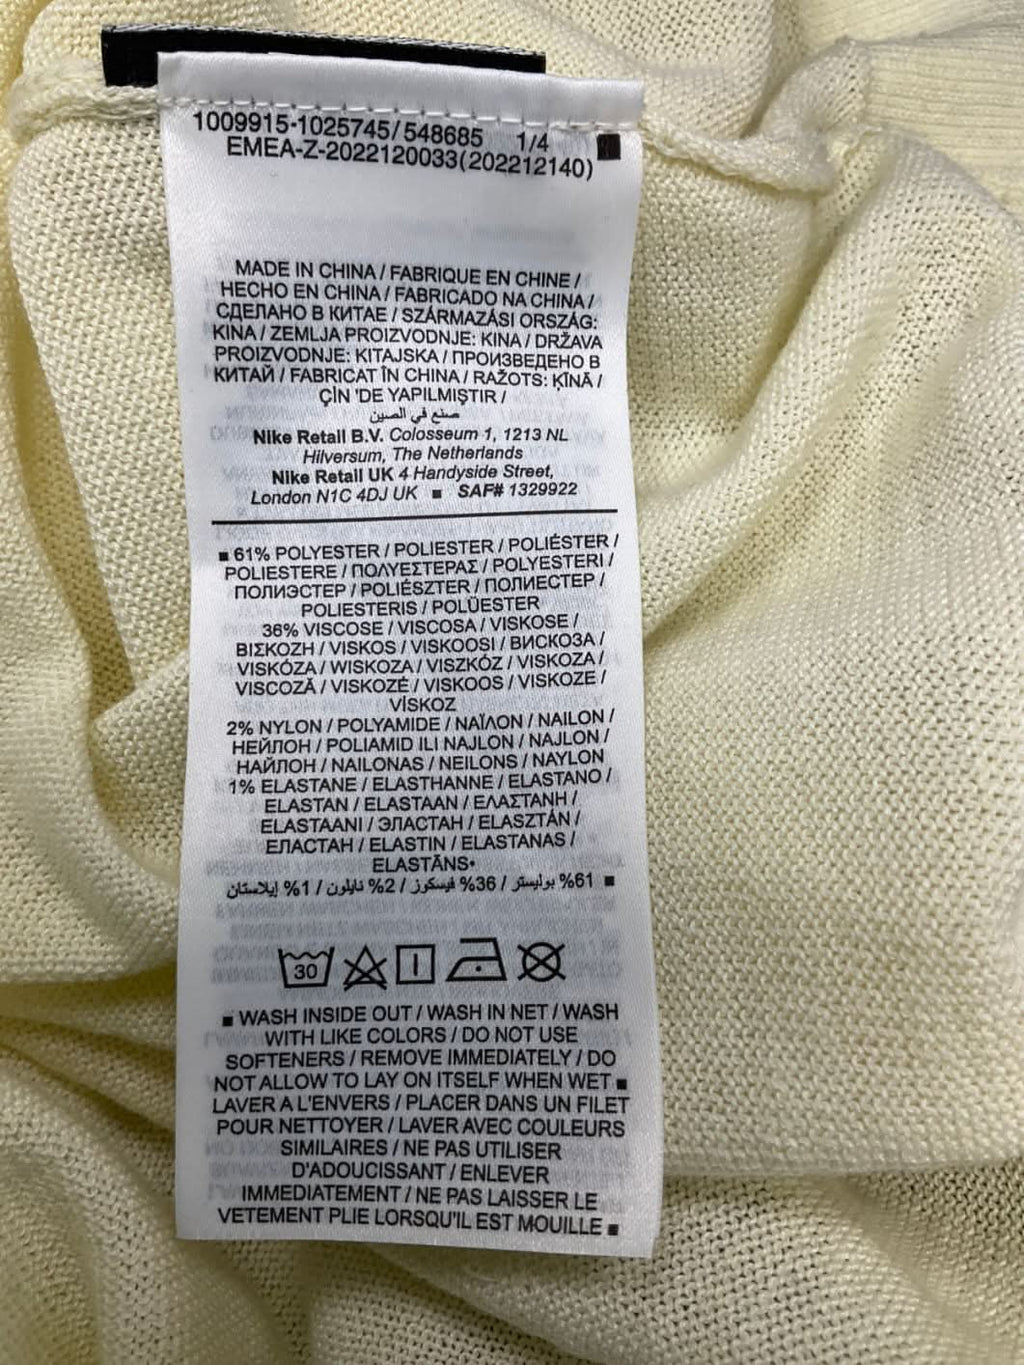 1009915-1025745/548685 1/4
EMEA-Z-2022120033(202212140)
MADE IN CHINA / FABRIQUE EN CHINE /
HECHO EN CHINA / FABRICADO NA CHINA /
СДЕЛАНО В КИТАЕ / SZÁRMAZÁSI ORSZÁG:
KINA / ZEMLJA PROIZVODNJE: KINA / DRŽAVA
PROIZVODNJE: KITAJSKA / ПРОИЗВЕДЕНО В
КИТАЙ / FABRICAT ÎN CHINA / RAŽOTS: ĶĪNĀ /
ÇİN 'DE YAPILMIŞTIR /
صنع في الصين
Nike Retail B.V. Colosseum 1, 1213 NL
Hilversum, The Netherlands
Nike Retail UK 4 Handyside Street,
London N1C 4DJ UK ■ SAF# 1329922
■ 61% POLYESTER / POLIESTER / POLIÉSTER /
POLIESTERE / ΠΟΛΥΕΣΤΕΡΑΣ / POLYESTERI /
ПОЛИЭСТЕР / POLIÉSZTER / ПОЛИЕСТЕР /
POLIESTERIS / POLÜESTER
36% VISCOSE / VISCOSA / VISKOSE /
ΒΙΣΚΟΖΗ / VISKOS / VISKOOSI / ВИСКОЗА /
VISKÓZA / WISKOZA / VISZKÓZ / VISKOZA /
VISCOZĂ / VISKOZĖ / VISKOOS / VISKOZE /
VİSKOZ
2% NYLON / POLYAMIDE / ΝΑΪΛΟΝ / NAILON /
НЕЙЛОН / POLIAMID ILI NAJLON / NAJLON /
НАЙЛОН / NAILONAS / NEILONS / NAYLON
1% ELASTANE / ELASTHANNE / ELASTANO /
ELASTAN / ELASTAAN / ΕΛΑΣΤΑΝΗ /
ELASTAANI / ЭЛАСТАН / ELASZTÁN /
ЕЛАСТАН / ELASTIN / ELASTANAS /
ELASTĀNS•
■ 61% بوليستر / 36% فيسكوز / 2% نايلون / 1% إيلاستان
30
■ WASH INSIDE OUT / WASH IN NET / WASH
WITH LIKE COLORS / DO NOT USE
SOFTENERS / REMOVE IMMEDIATELY / DO
NOT ALLOW TO LAY ON ITSELF WHEN WET ■
LAVER A L'ENVERS / PLACER DANS UN FILET
POUR NETTOYER / LAVER AVEC COULEURS
SIMILAIRES / NE PAS UTILISER
D'ADOUCISSANT / ENLEVER
IMMEDIATEMENT / NE PAS LAISSER LE
VETEMENT PLIE LORSQU'IL EST MOUILLE ■